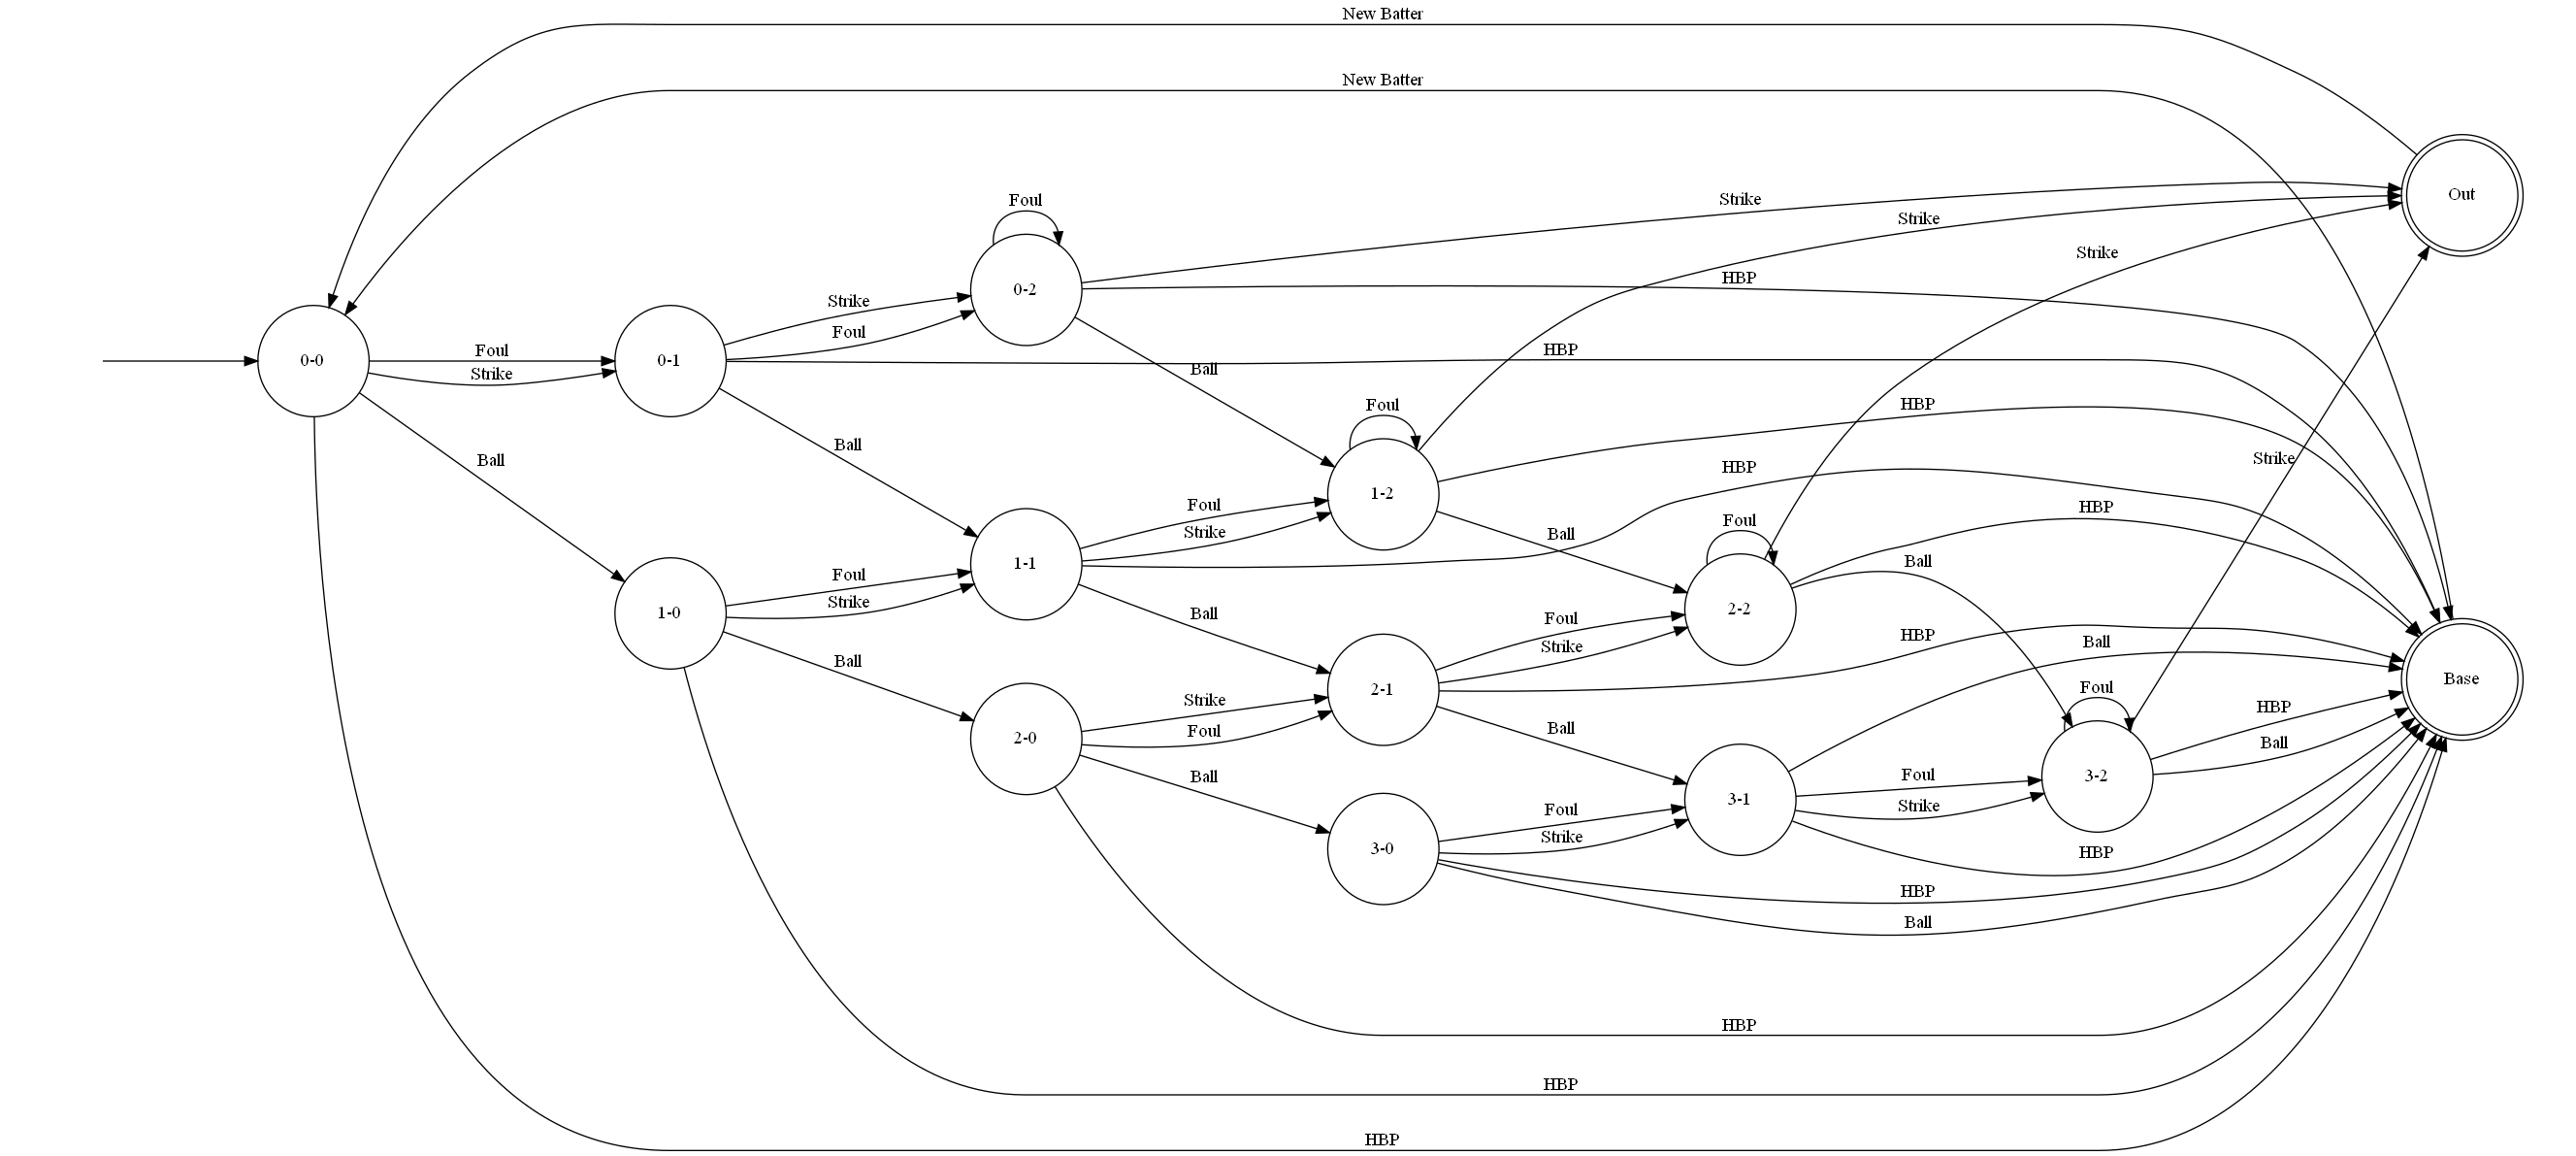 New Batter
New Batter
Out
Foul
Strike
Strike
Strike
HBP
0-2
Strike
Foul
0-0
Foul
Strike
0-1
HBP
Ball
Foul
HBP
Ball
Ball
Strike
HBP
1-2
Foul
HBP
Foul
Strike
Ball
1-1
Ball
Foul
Strike
1-0
Ball
2-2
Foul
Strike
HBP
Ball
Ball
2-1
Base
Foul
Strike
Foul
2-0
HBP
Ball
Ball
Ball
3-2
Foul
Strike
3-1
Foul
Strike
3-0
HBP
HBP
Ball
HBP
HBP
HBP